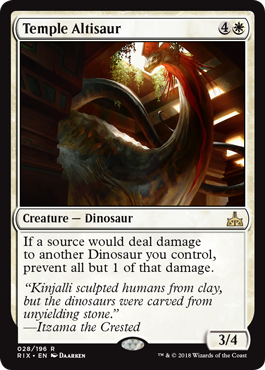 Temple Altisaur 4
Creature — Dinosaur
If a source would deal damage
to another Dinosaur you control,
prevent all but 1 of that damage.
“Kinjalli sculpted humans from clay,
but the dinosaurs were carved from
unyielding stone.”
—Itzama the Crested
3/4
028/196 R
RIX • EN Daarken
™ & © 2018 Wizards of the Coast